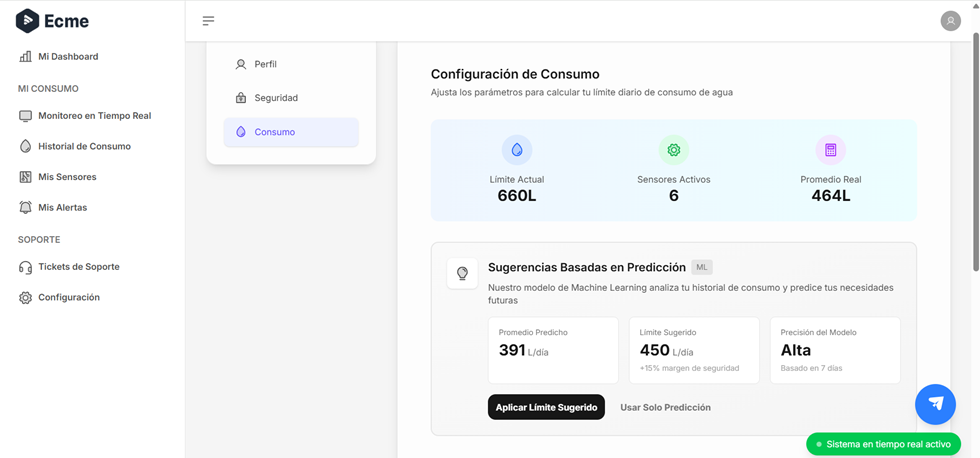 Ecme
Mi Dashboard
MI CONSUMO
Monitoreo en Tiempo Real
Historial de Consumo
Mis Sensores
Mis Alertas
SOPORTE
Tickets de Soporte
Configuración
Perfil
Seguridad
Consumo
Configuración de Consumo
Ajusta los parámetros para calcular tu límite diario de consumo de agua
Límite Actual
660L
Sensores Activos
6
Promedio Real
464L
Sugerencias Basadas en Predicción ML
Nuestro modelo de Machine Learning analiza tu historial de consumo y predice tus necesidades
futuras
Promedio Predicho
391 L/día
Límite Sugerido
450 L/día
+15% margen de seguridad
Precisión del Modelo
Alta
Basado en 7 días
Aplicar Límite Sugerido
Usar Solo Predicción
Sistema en tiempo real activo